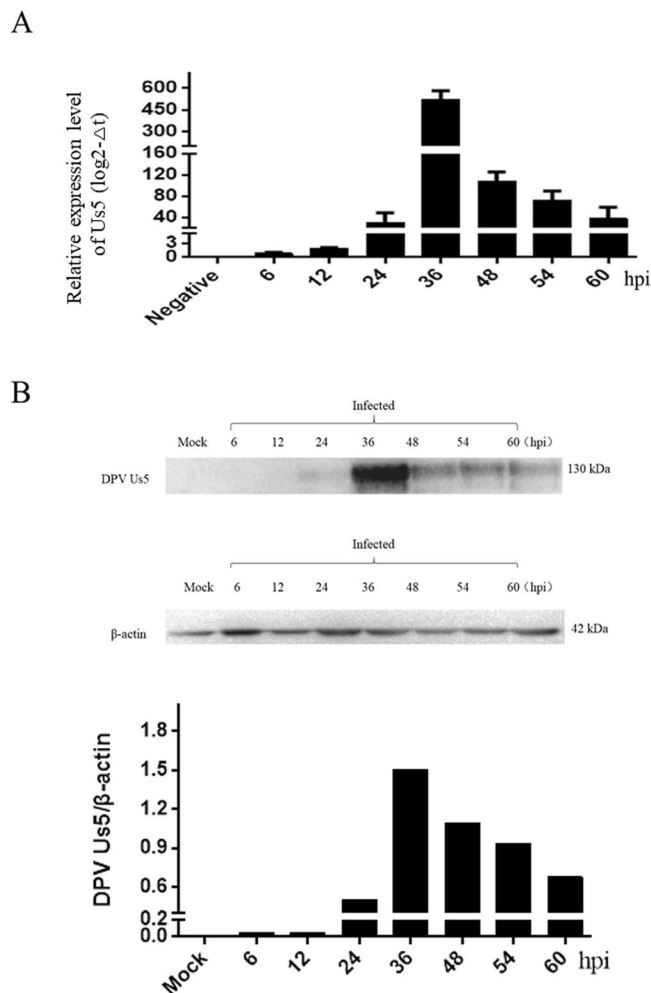 A
Relative expression level
of Us5 (log2-△t)
600
450
300
160
120
80
40
3
0
Negative 6 12 24 36 48 54 60 hpi
B
Infected
Mock 6 12 24 36 48 54 60 (hpi)
DPV Us5 130 kDa
Infected
Mock 6 12 24 36 48 54 60 (hpi)
β-actin 42 kDa
DPV Us5/β-actin
1.8
1.5
1.2
0.9
0.6
0.2
0.0
Mock 6 12 24 36 48 54 60 hpi